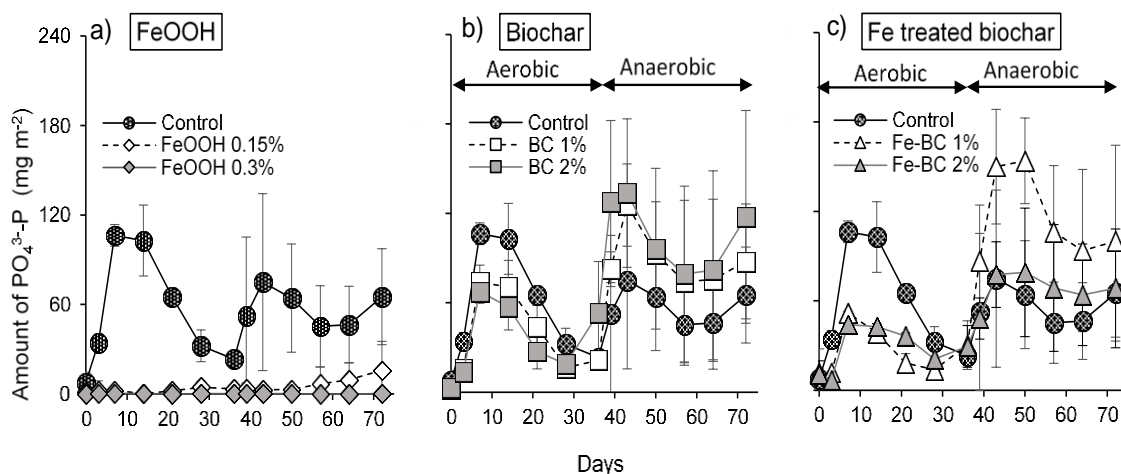 a) FeOOH
b) Biochar
c) Fe treated biochar
Amount of PO₄³⁻-P (mg m⁻²)
240
180
120
60
0
Control
FeOOH 0.15%
FeOOH 0.3%
0 10 20 30 40 50 60 70
Aerobic Anaerobic
Control
BC 1%
BC 2%
0 10 20 30 40 50 60 70
Aerobic Anaerobic
Control
Fe-BC 1%
Fe-BC 2%
0 10 20 30 40 50 60 70
Days